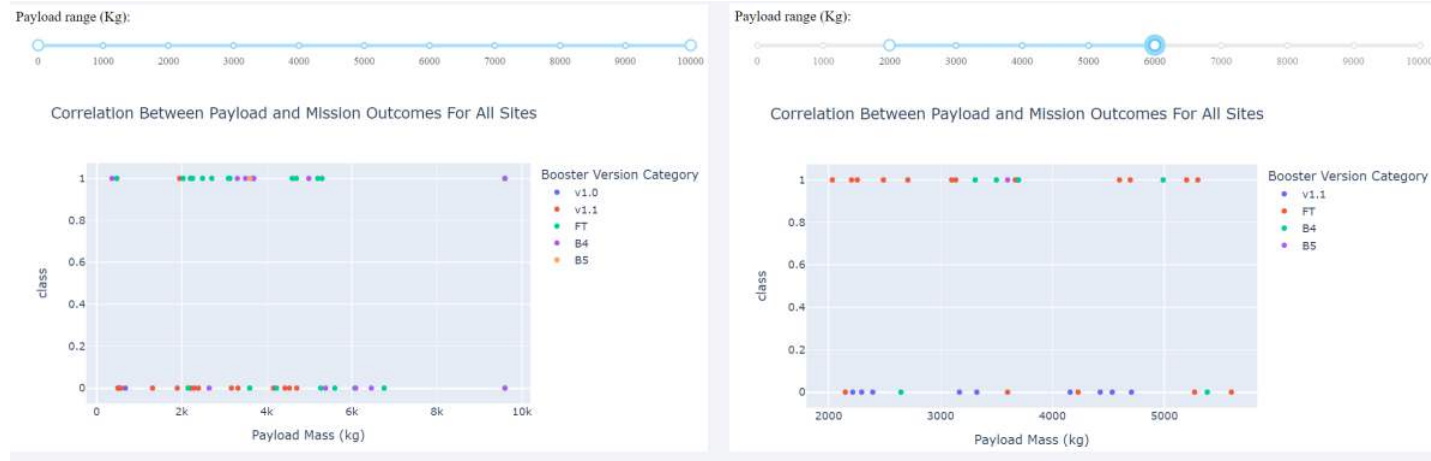 Payload range (Kg):
0 1000 2000 3000 4000 5000 6000 7000 8000 9000 10000
Correlation Between Payload and Mission Outcomes For All Sites
Booster Version Category
v1.0
v1.1
FT
B4
B5
1
0.8
0.6
0.4
0.2
0
class
0 2k 4k 6k 8k 10k
Payload Mass (kg)
Payload range (Kg):
0 1000 2000 3000 4000 5000 6000 7000 8000 9000 10000
Correlation Between Payload and Mission Outcomes For All Sites
Booster Version Category
v1.1
FT
B4
B5
1
0.8
0.6
0.4
0.2
0
class
2000 3000 4000 5000
Payload Mass (kg)